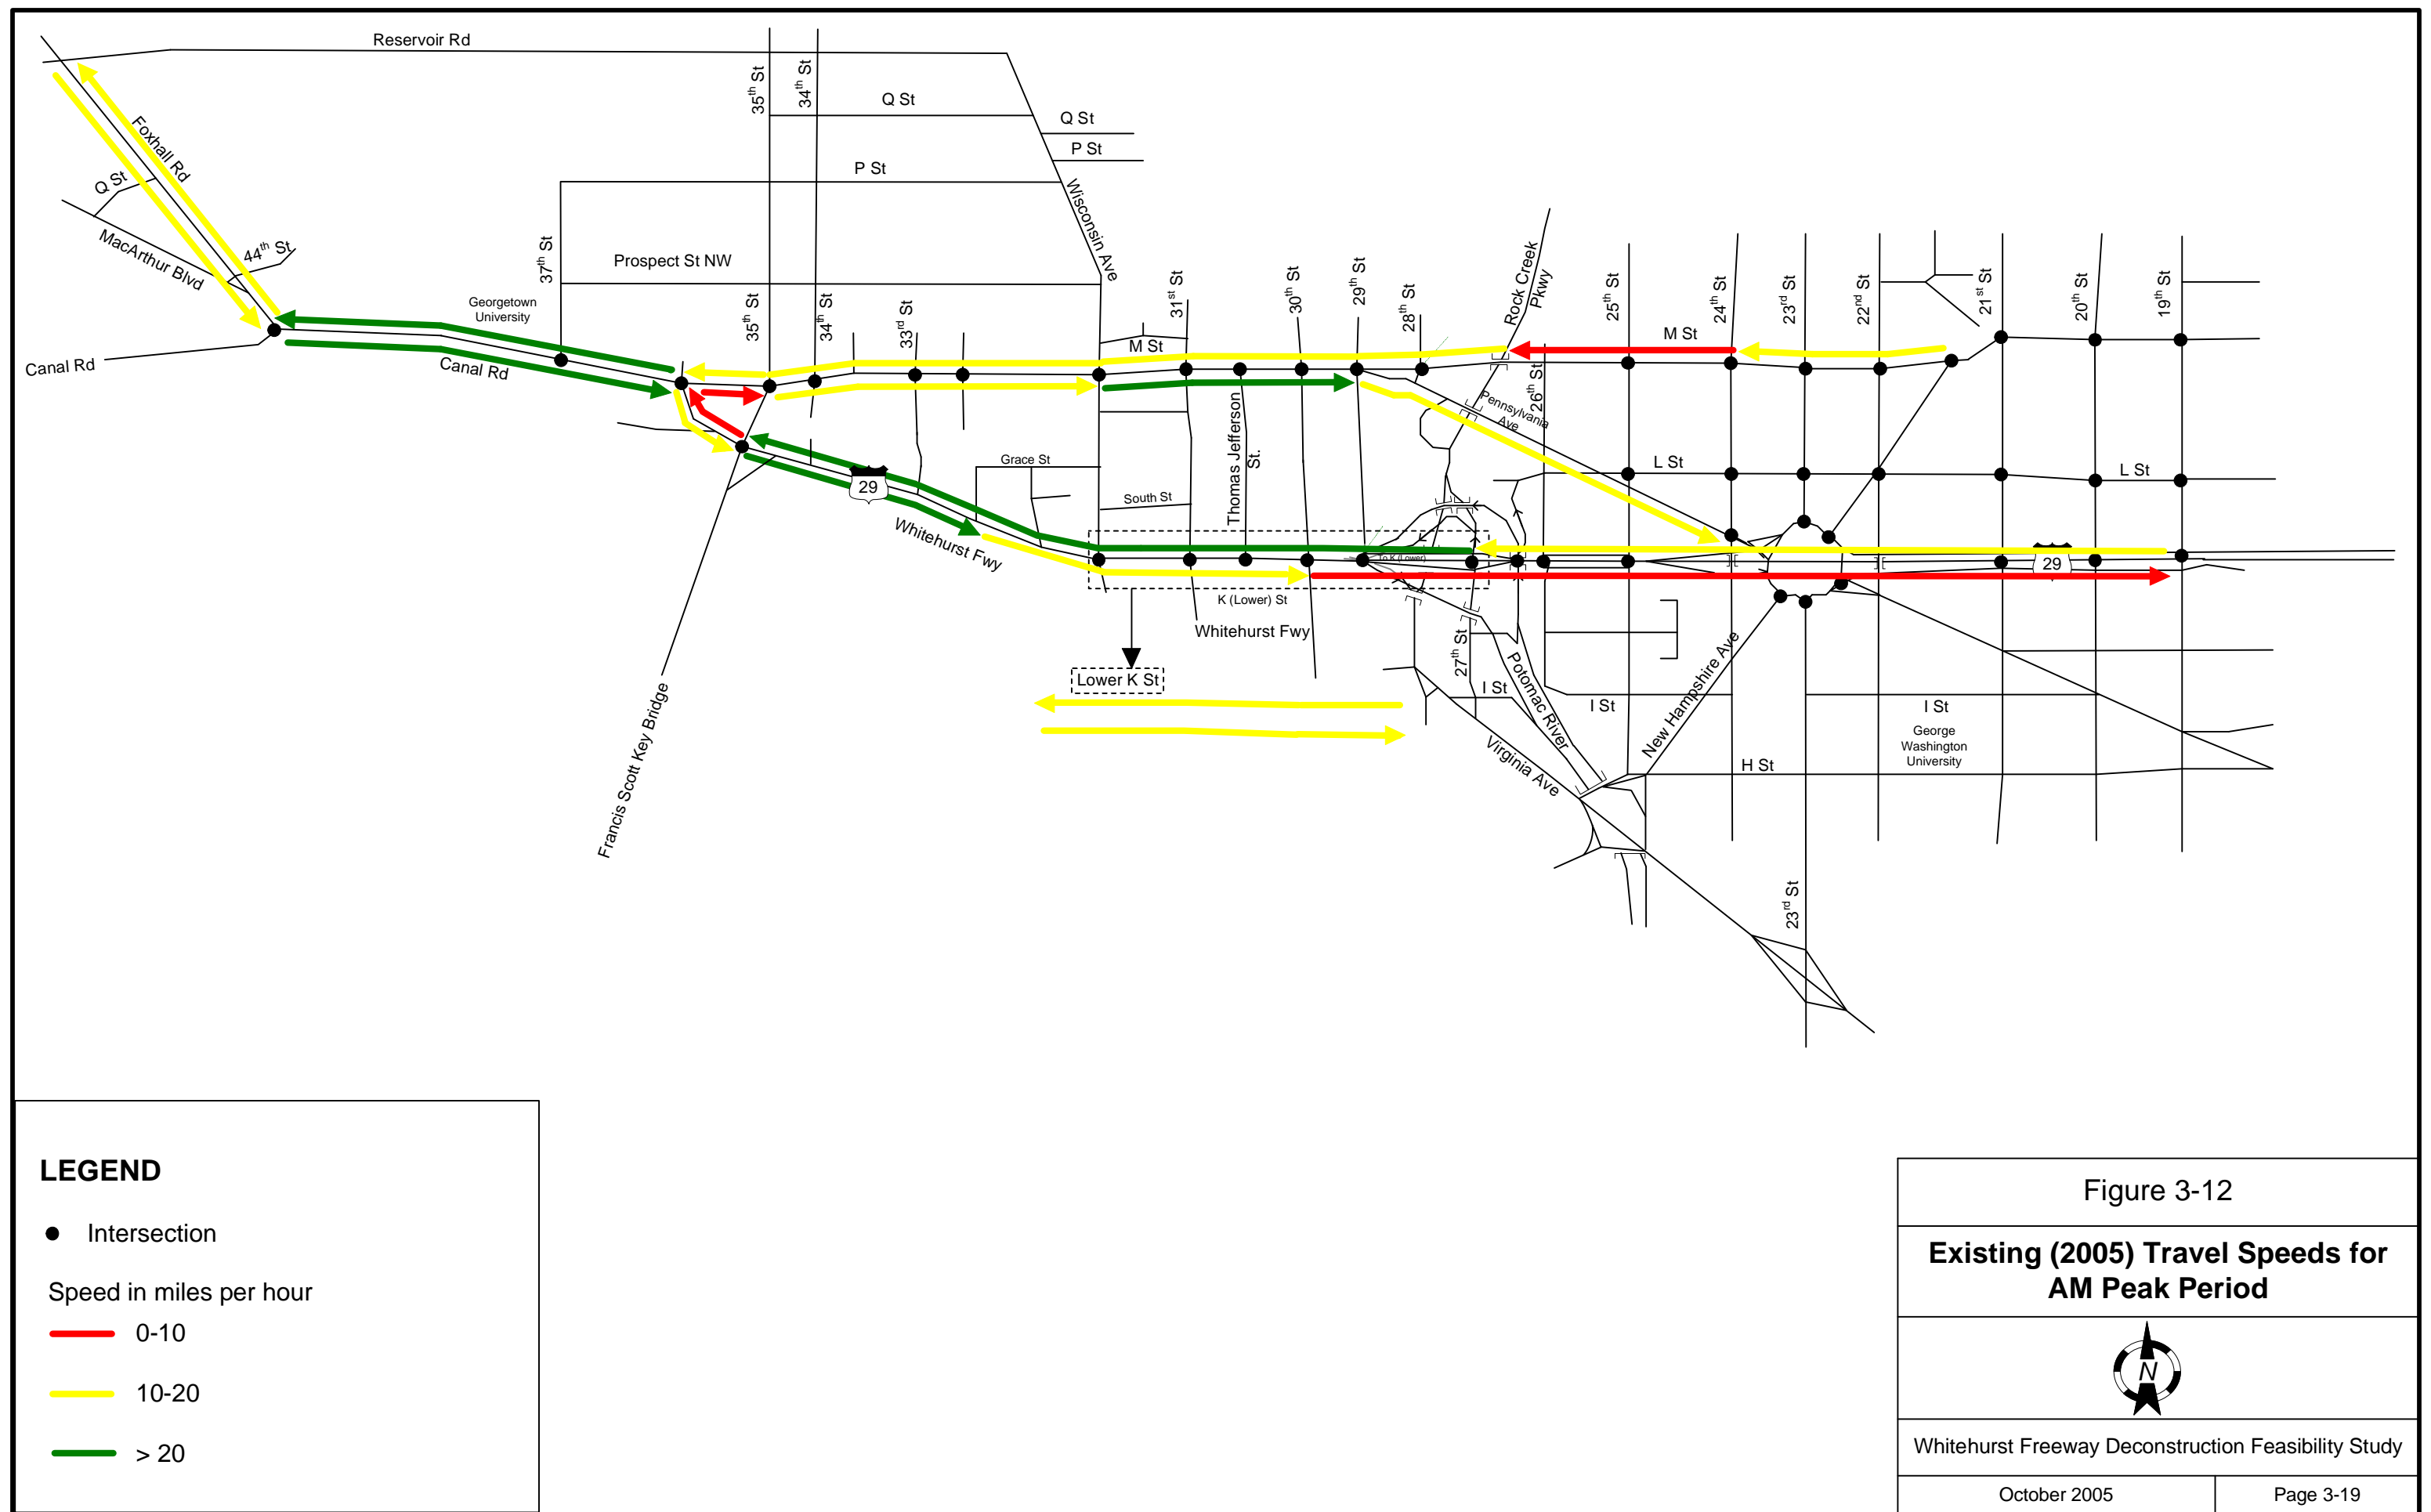 Reservoir Rd
35th St
34th St
Q St
Q St
P St
P St
Foxhall Rd
Q St
Wisconsin Ave
MacArthur Blvd
44th St
37th St
Prospect St NW
Georgetown
University
35th St
34th St
33rd St
31st St
30th St
29th St
28th St
Rock Creek
Pkwy
25th St
24th St
23rd St
22nd St
21st St
20th St
19th St
M St
M St
Canal Rd
Canal Rd
26th St
Pennsylvania
Ave
Thomas Jefferson
St.
Grace St
South St
L St
L St
29
Whitehurst Fwy
To K (Lower)
29
K (Lower) St
Whitehurst Fwy
Lower K St
27th St
I St
Potomac River
I St
New Hampshire Ave
I St
George
Washington
University
Virginia Ave
H St
Francis Scott Key Bridge
23rd St
LEGEND
Intersection
Speed in miles per hour
0-10
10-20
> 20
Figure 3-12
Existing (2005) Travel Speeds for
AM Peak Period
N
Whitehurst Freeway Deconstruction Feasibility Study
October 2005
Page 3-19